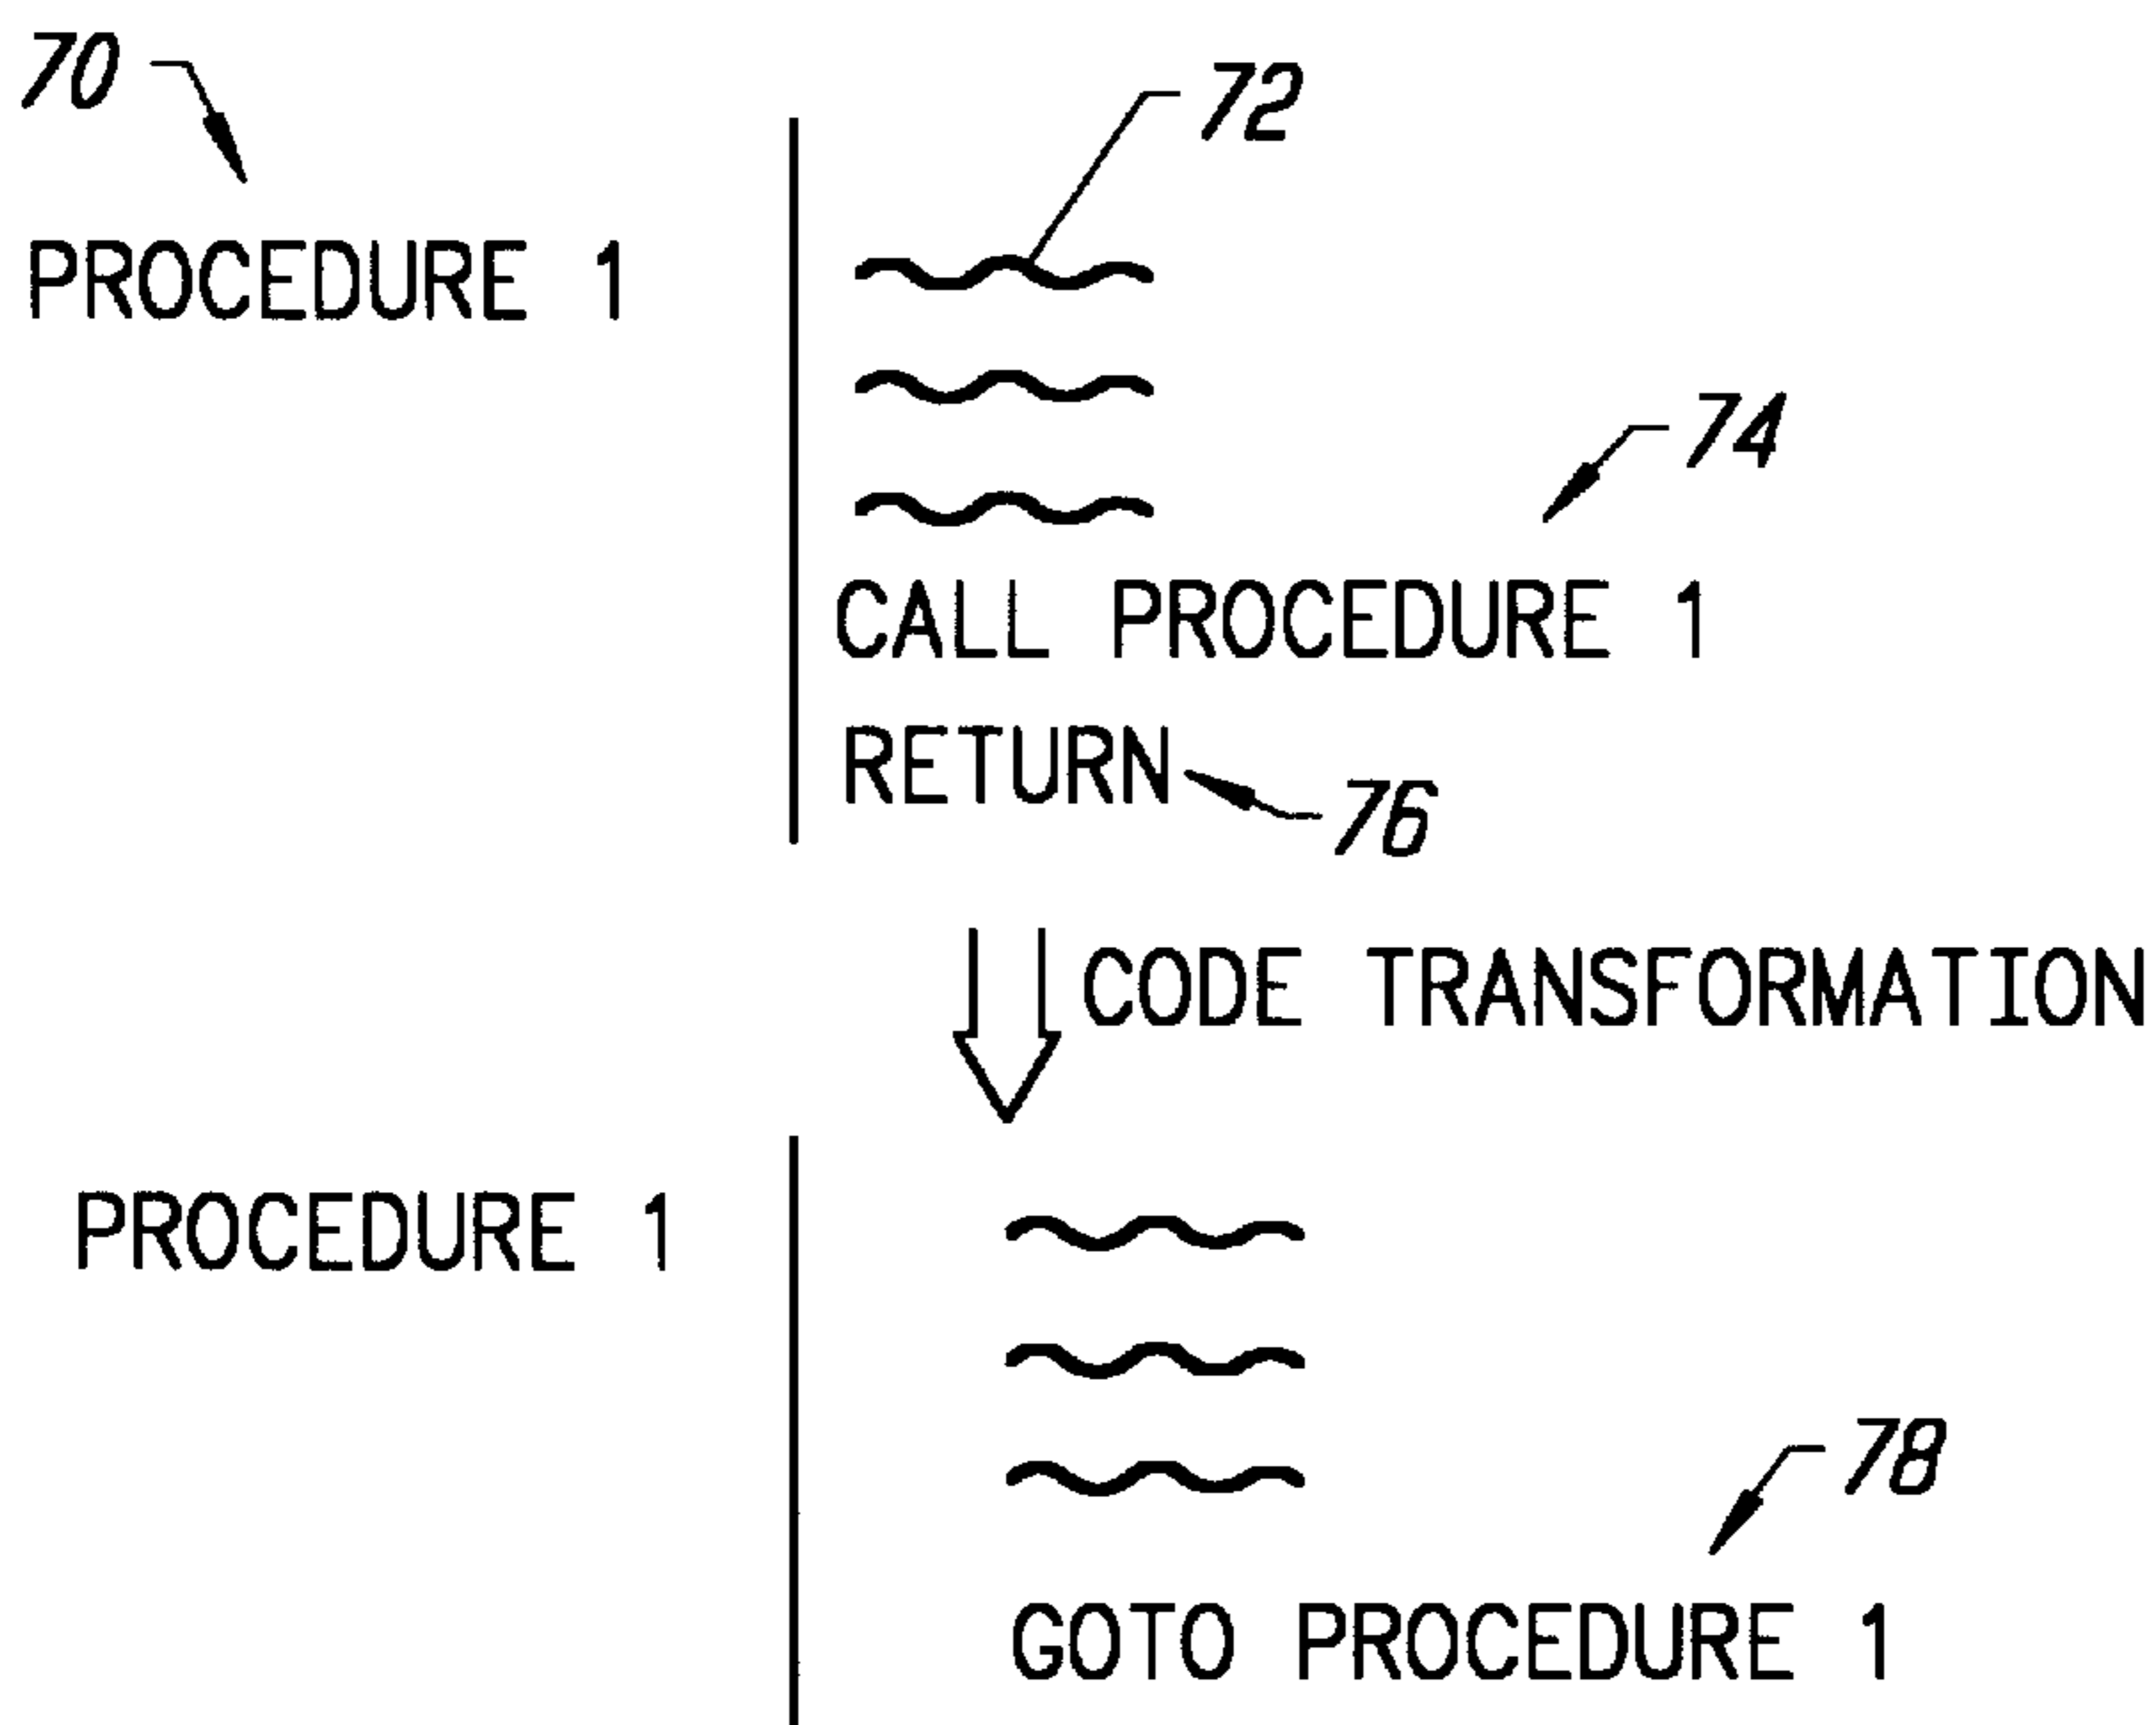 70
72
PROCEDURE 1
74
CALL PROCEDURE 1
RETURN
76
CODE TRANSFORMATION
PROCEDURE 1
78
GOTO PROCEDURE 1